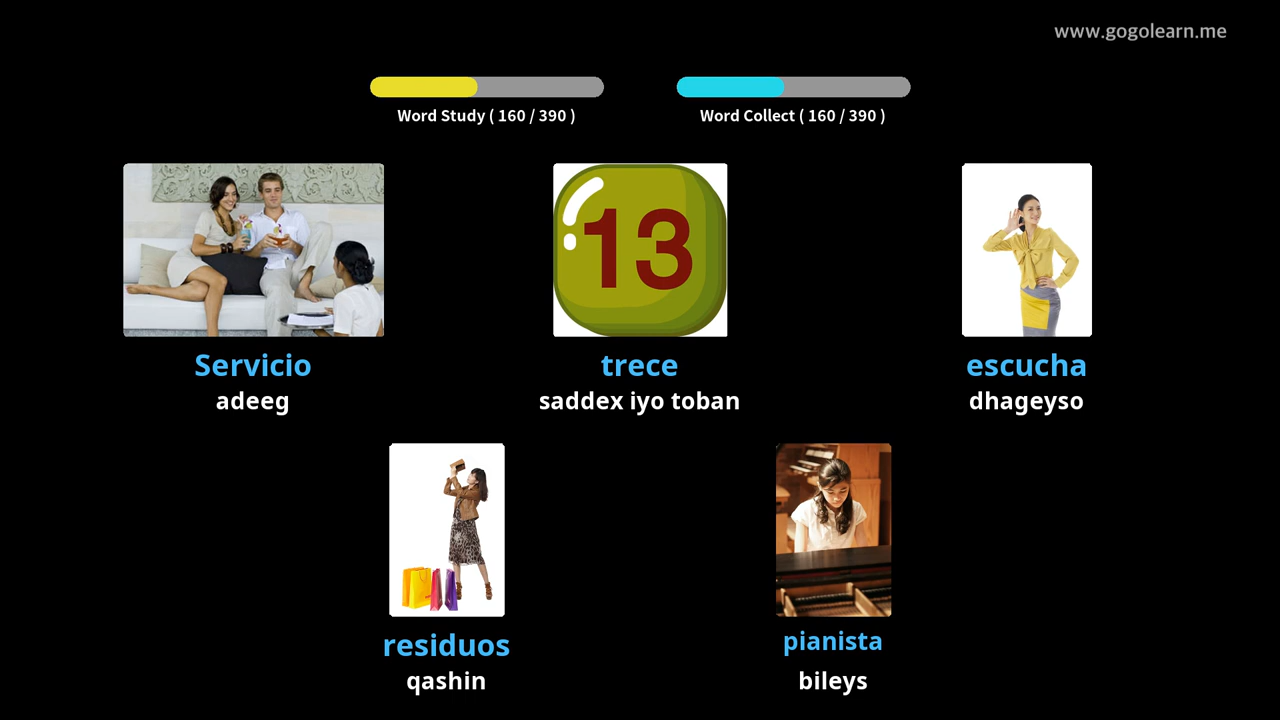 www.gogolearn.me
Word Study ( 160 / 390 )
Word Collect ( 160 / 390 )
13
Servicio
adeeg
trece
saddex iyo toban
escucha
dhageyso
residuos
qashin
pianista
bileys